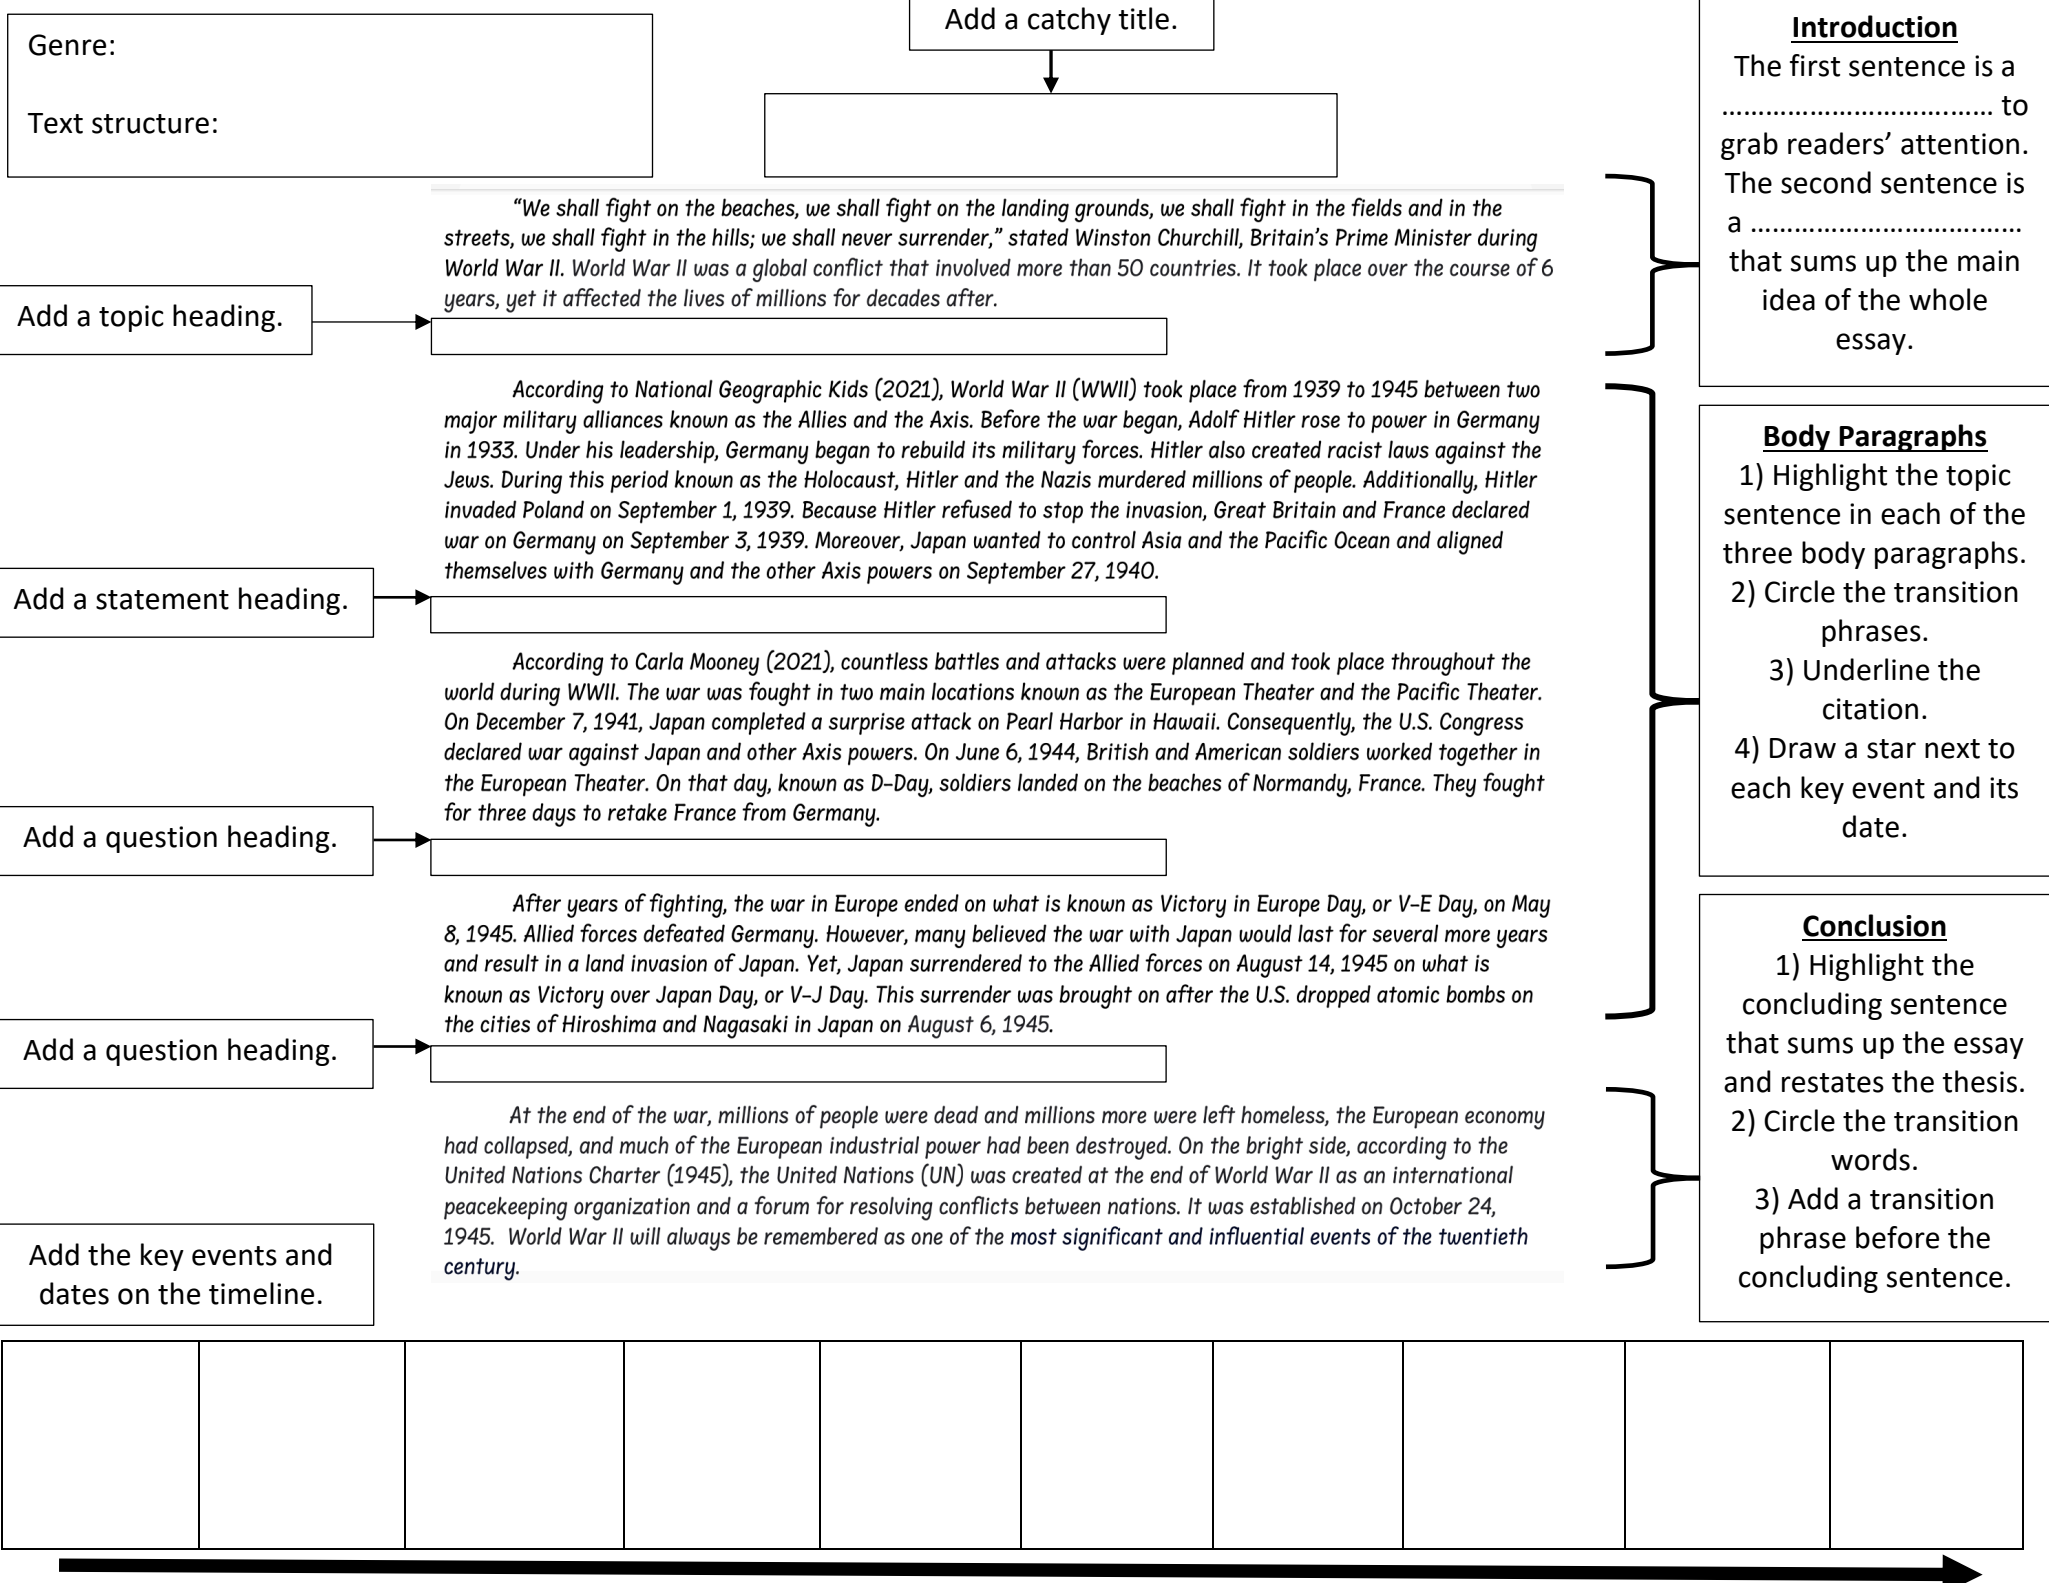 Genre:
Text structure:
Add a catchy title.
Introduction
The first sentence is a
…………………………….…… to
grab readers’ attention.
The second sentence is
a ………………………….……
that sums up the main
idea of the whole
essay.
“We shall fight on the beaches, we shall fight on the landing grounds, we shall fight in the fields and in the
streets, we shall fight in the hills; we shall never surrender,” stated Winston Churchill, Britain’s Prime Minister during
World War II. World War II was a global conflict that involved more than 50 countries. It took place over the course of 6
years, yet it affected the lives of millions for decades after.
Add a topic heading.
According to National Geographic Kids (2021), World War II (WWII) took place from 1939 to 1945 between two
major military alliances known as the Allies and the Axis. Before the war began, Adolf Hitler rose to power in Germany
in 1933. Under his leadership, Germany began to rebuild its military forces. Hitler also created racist laws against the
Jews. During this period known as the Holocaust, Hitler and the Nazis murdered millions of people. Additionally, Hitler
invaded Poland on September 1, 1939. Because Hitler refused to stop the invasion, Great Britain and France declared
war on Germany on September 3, 1939. Moreover, Japan wanted to control Asia and the Pacific Ocean and aligned
themselves with Germany and the other Axis powers on September 27, 1940.
Body Paragraphs
1) Highlight the topic
sentence in each of the
three body paragraphs.
2) Circle the transition
phrases.
3) Underline the
citation.
4) Draw a star next to
each key event and its
date.
Add a statement heading.
According to Carla Mooney (2021), countless battles and attacks were planned and took place throughout the
world during WWII. The war was fought in two main locations known as the European Theater and the Pacific Theater.
On December 7, 1941, Japan completed a surprise attack on Pearl Harbor in Hawaii. Consequently, the U.S. Congress
declared war against Japan and other Axis powers. On June 6, 1944, British and American soldiers worked together in
the European Theater. On that day, known as D-Day, soldiers landed on the beaches of Normandy, France. They fought
for three days to retake France from Germany.
Add a question heading.
After years of fighting, the war in Europe ended on what is known as Victory in Europe Day, or V-E Day, on May
8, 1945. Allied forces defeated Germany. However, many believed the war with Japan would last for several more years
and result in a land invasion of Japan. Yet, Japan surrendered to the Allied forces on August 14, 1945 on what is
known as Victory over Japan Day, or V-J Day. This surrender was brought on after the U.S. dropped atomic bombs on
the cities of Hiroshima and Nagasaki in Japan on August 6, 1945.
Add a question heading.
Conclusion
1) Highlight the
concluding sentence
that sums up the essay
and restates the thesis.
2) Circle the transition
words.
3) Add a transition
phrase before the
concluding sentence.
At the end of the war, millions of people were dead and millions more were left homeless, the European economy
had collapsed, and much of the European industrial power had been destroyed. On the bright side, according to the
United Nations Charter (1945), the United Nations (UN) was created at the end of World War II as an international
peacekeeping organization and a forum for resolving conflicts between nations. It was established on October 24,
1945. World War II will always be remembered as one of the most significant and influential events of the twentieth
century.
Add the key events and
dates on the timeline.